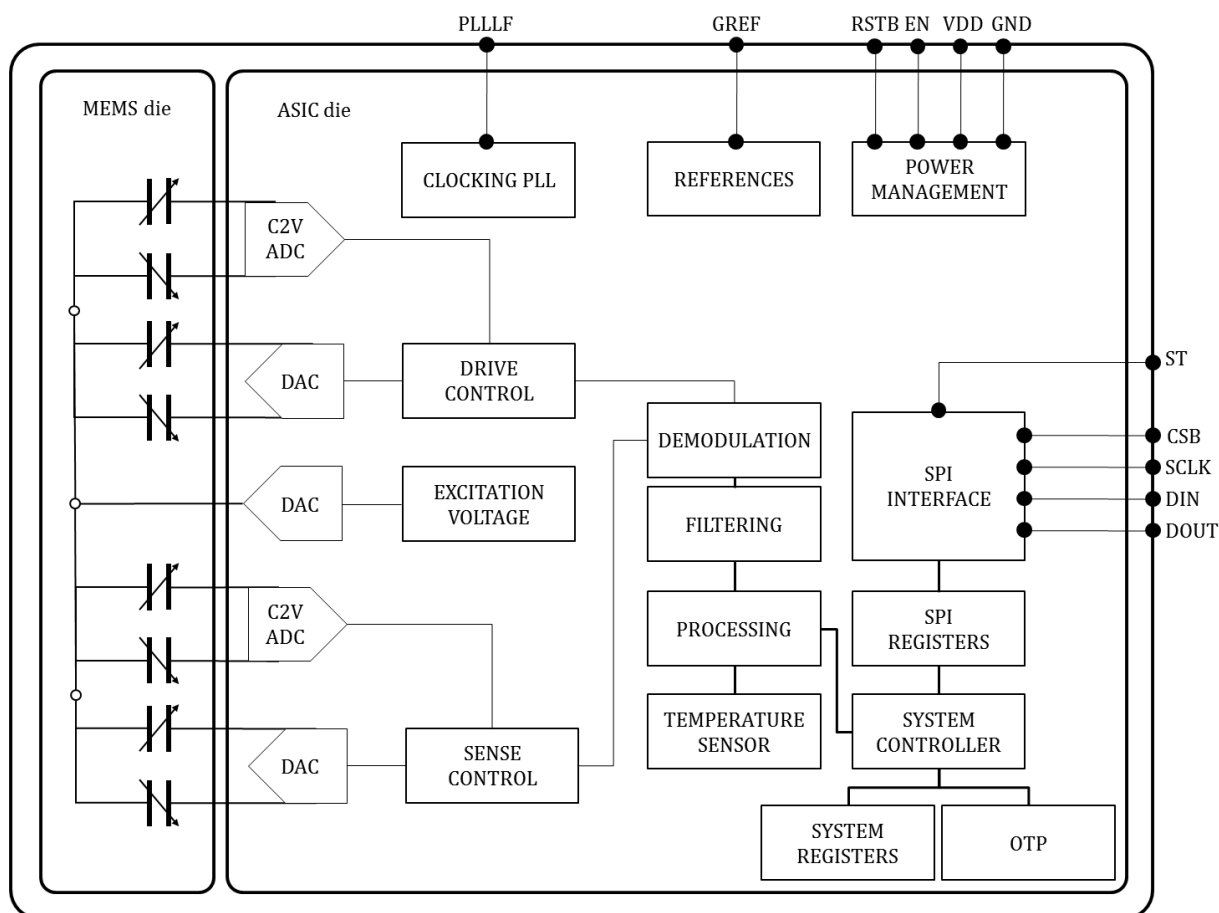 PLLLF
GREF
RSTB EN VDD GND
MEMS die
ASIC die
CLOCKING PLL
REFERENCES
POWER
MANAGEMENT
C2V
ADC
DAC
DRIVE
CONTROL
ST
DEMODULATION
CSB
SCLK
DIN
DOUT
SPI
INTERFACE
DAC
EXCITATION
VOLTAGE
FILTERING
C2V
ADC
PROCESSING
SPI
REGISTERS
DAC
SENSE
CONTROL
TEMPERATURE
SENSOR
SYSTEM
CONTROLLER
SYSTEM
REGISTERS
OTP